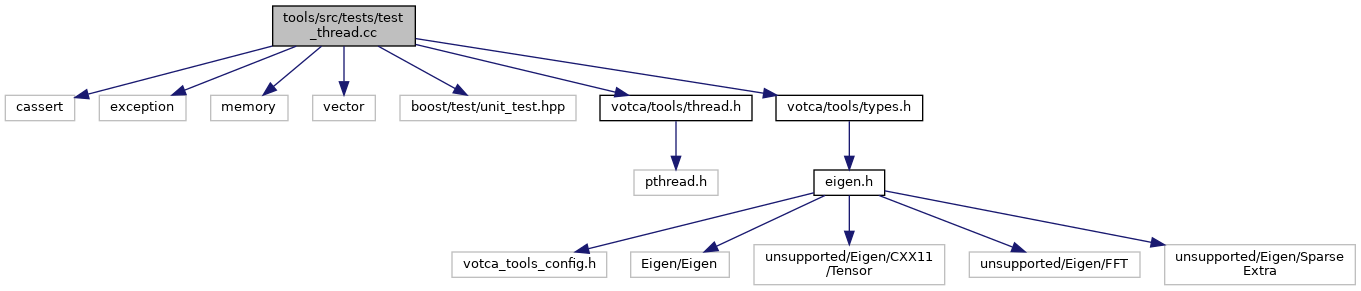 tools/src/tests/test
_thread.cc
cassert
exception
memory
vector
boost/test/unit_test.hpp
votca/tools/thread.h
votca/tools/types.h
pthread.h
eigen.h
votca_tools_config.h
Eigen/Eigen
unsupported/Eigen/CXX11
/Tensor
unsupported/Eigen/FFT
unsupported/Eigen/Sparse
Extra